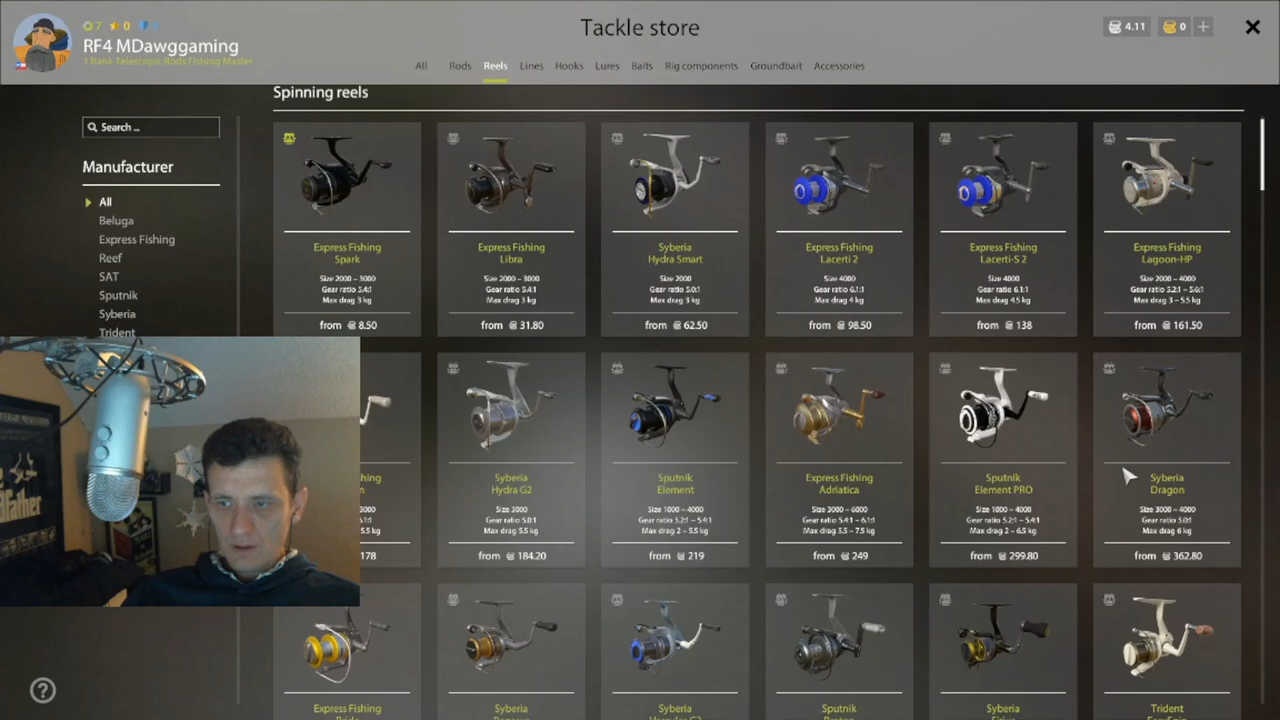 7 0 0
RF4 MDawggaming
1 Rank Telescopic Rods Fishing Master
Tackle store
4.11 0 +
All Rods Reels Lines Hooks Lures Baits Rig components Groundbait Accessories
Search ...
Manufacturer
All
Beluga
Express Fishing
Reef
SAT
Sputnik
Syberia
Trident
Spinning reels
Express Fishing
Spark
Size 2000 – 3000
Gear ratio 5.4:1
Max drag 3 kg
from 8.50
Express Fishing
Libra
Size 2000 – 3000
Gear ratio 5.4:1
Max drag 3 kg
from 31.80
Syberia
Hydra Smart
Size 2000
Gear ratio 5.0:1
Max drag 3 kg
from 62.50
Express Fishing
Lacerti 2
Size 4000
Gear ratio 6.1:1
Max drag 4 kg
from 98.50
Express Fishing
Lacerti-S 2
Size 4000
Gear ratio 6.1:1
Max drag 4.5 kg
from 138
Express Fishing
Lagoon-HP
Size 2000 – 4000
Gear ratio 5.2:1 – 5.6:1
Max drag 3 – 5.5 kg
from 161.50
178
Syberia
Hydra G2
Size 3000
Gear ratio 5.0:1
Max drag 5.5 kg
from 184.20
Sputnik
Element
Size 1000 – 4000
Gear ratio 5.2:1 – 5.4:1
Max drag 2 – 5.5 kg
from 219
Express Fishing
Adriatica
Size 3000 – 6000
Gear ratio 5.4:1 – 6.1:1
Max drag 5.5 – 7.5 kg
from 249
Sputnik
Element PRO
Size 1000 – 4000
Gear ratio 5.2:1 – 5.4:1
Max drag 2 – 6.5 kg
from 299.80
Syberia
Dragon
Size 3000 – 4000
Gear ratio 5.0:1
Max drag 6 kg
from 362.80
Express Fishing
Syberia
Syberia
Sputnik
Syberia
Trident
?